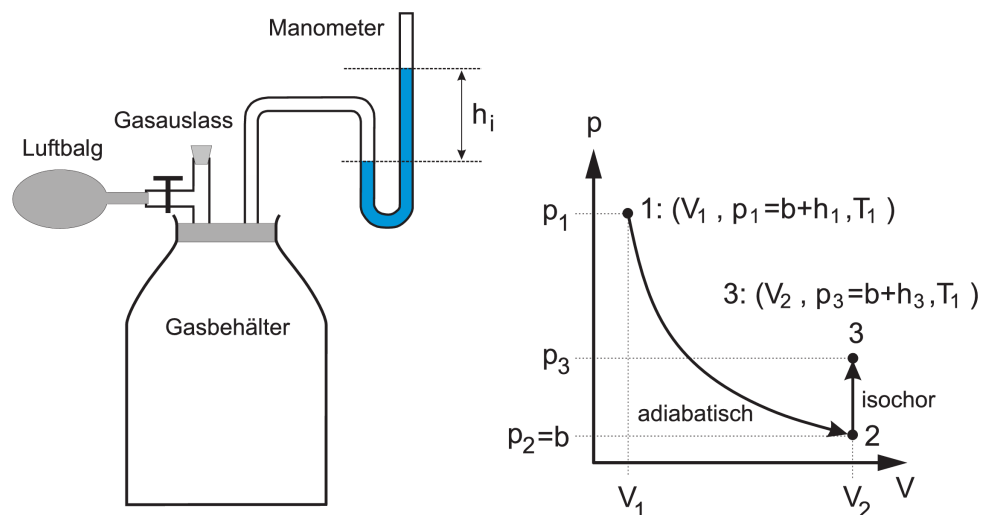 Manometer
h_i
Gasauslass
Luftbalg
Gasbehälter
p
p_1
1: (V_1 , p_1=b+h_1 ,T_1 )
3: (V_2 , p_3=b+h_3 ,T_1 )
3
p_3
isochor
adiabatisch
p_2=b
2
V_1
V_2
V